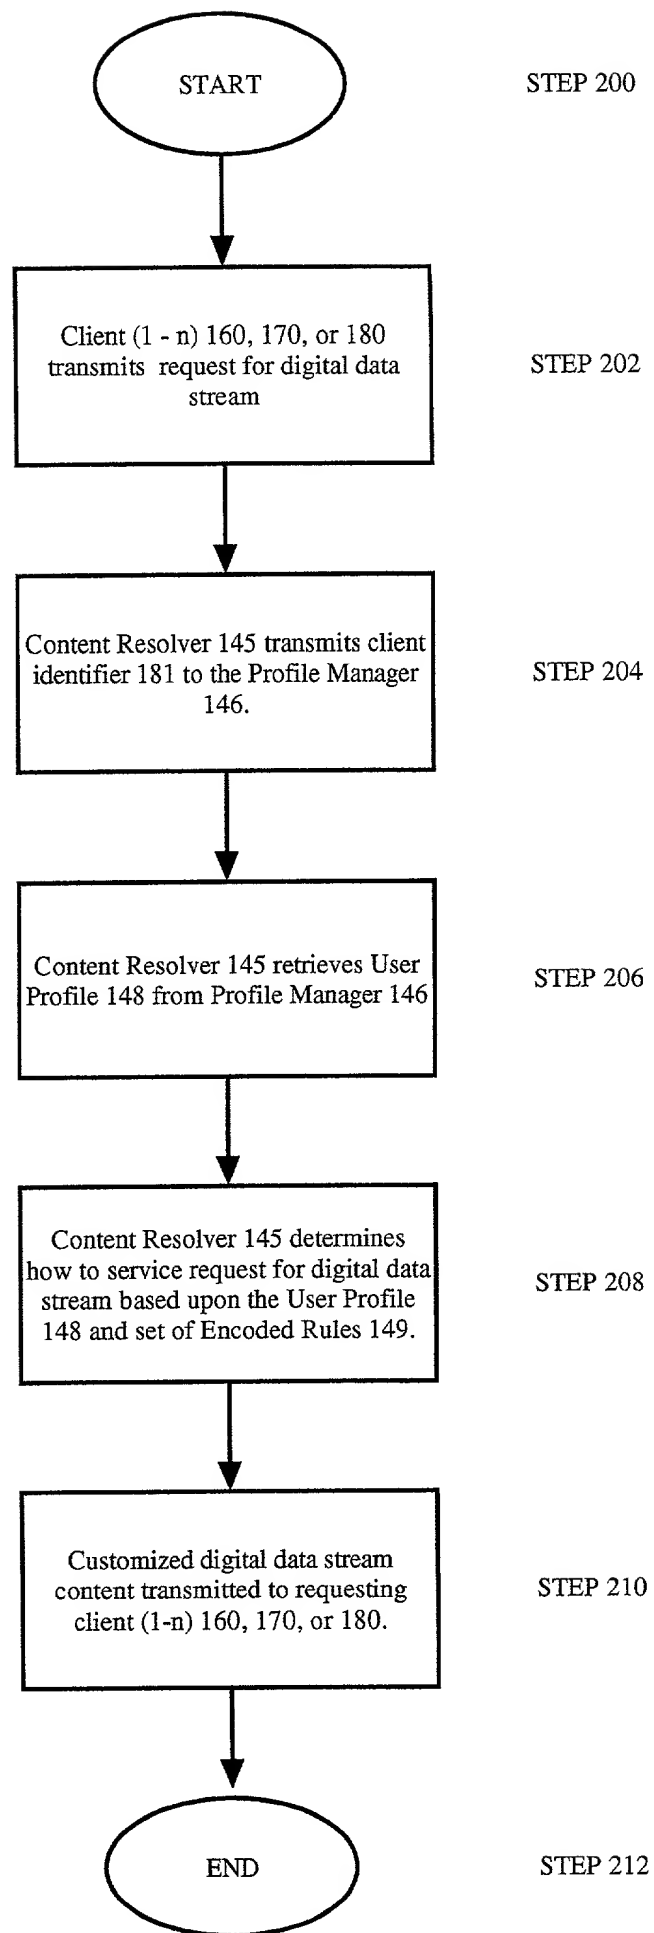 START
STEP 200
Client (1 - n) 160, 170, or 180
transmits request for digital data
stream
STEP 202
Content Resolver 145 transmits client
identifier 181 to the Profile Manager
146.
STEP 204
Content Resolver 145 retrieves User
Profile 148 from Profile Manager 146
STEP 206
Content Resolver 145 determines
how to service request for digital data
stream based upon the User Profile
148 and set of Encoded Rules 149.
STEP 208
Customized digital data stream
content transmitted to requesting
client (1-n) 160, 170, or 180.
STEP 210
END
STEP 212